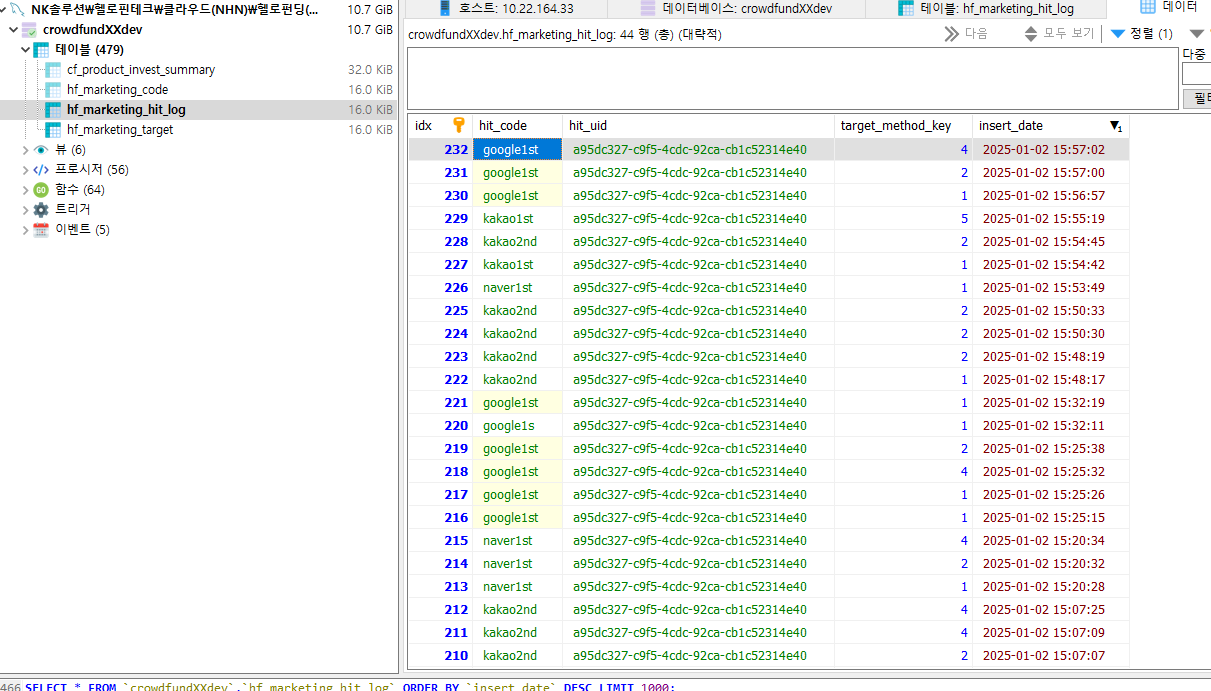 NK솔루션₩헬로핀테크₩클라우드(NHN)₩헬로펀딩(... 10.7 GiB
호스트: 10.22.164.33 데이터베이스: crowdfundXXdev 테이블: hf_marketing_hit_log 데이터
crowdfundXXdev 10.7 GiB
crowdfundXXdev.hf_marketing_hit_log: 44 행 (총) (대략적) 다음 모두 보기 정렬 (1)
테이블 (479)
다중
cf_product_invest_summary 32.0 KiB
hf_marketing_code 16.0 KiB
필터
hf_marketing_hit_log 16.0 KiB
hf_marketing_target 16.0 KiB
뷰 (6)
프로시저 (56)
함수 (64)
GO
트리거
이벤트 (5)
idx hit_code hit_uid target_method_key insert_date 1
232 google1st a95dc327-c9f5-4cdc-92ca-cb1c52314e40 4 2025-01-02 15:57:02
231 google1st a95dc327-c9f5-4cdc-92ca-cb1c52314e40 2 2025-01-02 15:57:00
230 google1st a95dc327-c9f5-4cdc-92ca-cb1c52314e40 1 2025-01-02 15:56:57
229 kakao1st a95dc327-c9f5-4cdc-92ca-cb1c52314e40 5 2025-01-02 15:55:19
228 kakao2nd a95dc327-c9f5-4cdc-92ca-cb1c52314e40 2 2025-01-02 15:54:45
227 kakao1st a95dc327-c9f5-4cdc-92ca-cb1c52314e40 1 2025-01-02 15:54:42
226 naver1st a95dc327-c9f5-4cdc-92ca-cb1c52314e40 1 2025-01-02 15:53:49
225 kakao2nd a95dc327-c9f5-4cdc-92ca-cb1c52314e40 2 2025-01-02 15:50:33
224 kakao2nd a95dc327-c9f5-4cdc-92ca-cb1c52314e40 2 2025-01-02 15:50:30
223 kakao2nd a95dc327-c9f5-4cdc-92ca-cb1c52314e40 2 2025-01-02 15:48:19
222 kakao2nd a95dc327-c9f5-4cdc-92ca-cb1c52314e40 1 2025-01-02 15:48:17
221 google1st a95dc327-c9f5-4cdc-92ca-cb1c52314e40 1 2025-01-02 15:32:19
220 google1s a95dc327-c9f5-4cdc-92ca-cb1c52314e40 1 2025-01-02 15:32:11
219 google1st a95dc327-c9f5-4cdc-92ca-cb1c52314e40 2 2025-01-02 15:25:38
218 google1st a95dc327-c9f5-4cdc-92ca-cb1c52314e40 4 2025-01-02 15:25:32
217 google1st a95dc327-c9f5-4cdc-92ca-cb1c52314e40 1 2025-01-02 15:25:26
216 google1st a95dc327-c9f5-4cdc-92ca-cb1c52314e40 1 2025-01-02 15:25:15
215 naver1st a95dc327-c9f5-4cdc-92ca-cb1c52314e40 4 2025-01-02 15:20:34
214 naver1st a95dc327-c9f5-4cdc-92ca-cb1c52314e40 2 2025-01-02 15:20:32
213 naver1st a95dc327-c9f5-4cdc-92ca-cb1c52314e40 1 2025-01-02 15:20:28
212 kakao2nd a95dc327-c9f5-4cdc-92ca-cb1c52314e40 4 2025-01-02 15:07:25
211 kakao2nd a95dc327-c9f5-4cdc-92ca-cb1c52314e40 4 2025-01-02 15:07:09
210 kakao2nd a95dc327-c9f5-4cdc-92ca-cb1c52314e40 2 2025-01-02 15:07:07
466 SELECT * FROM `crowdfundXXdev`.`hf_marketing_hit_log` ORDER BY `insert_date` DESC LIMIT 1000;